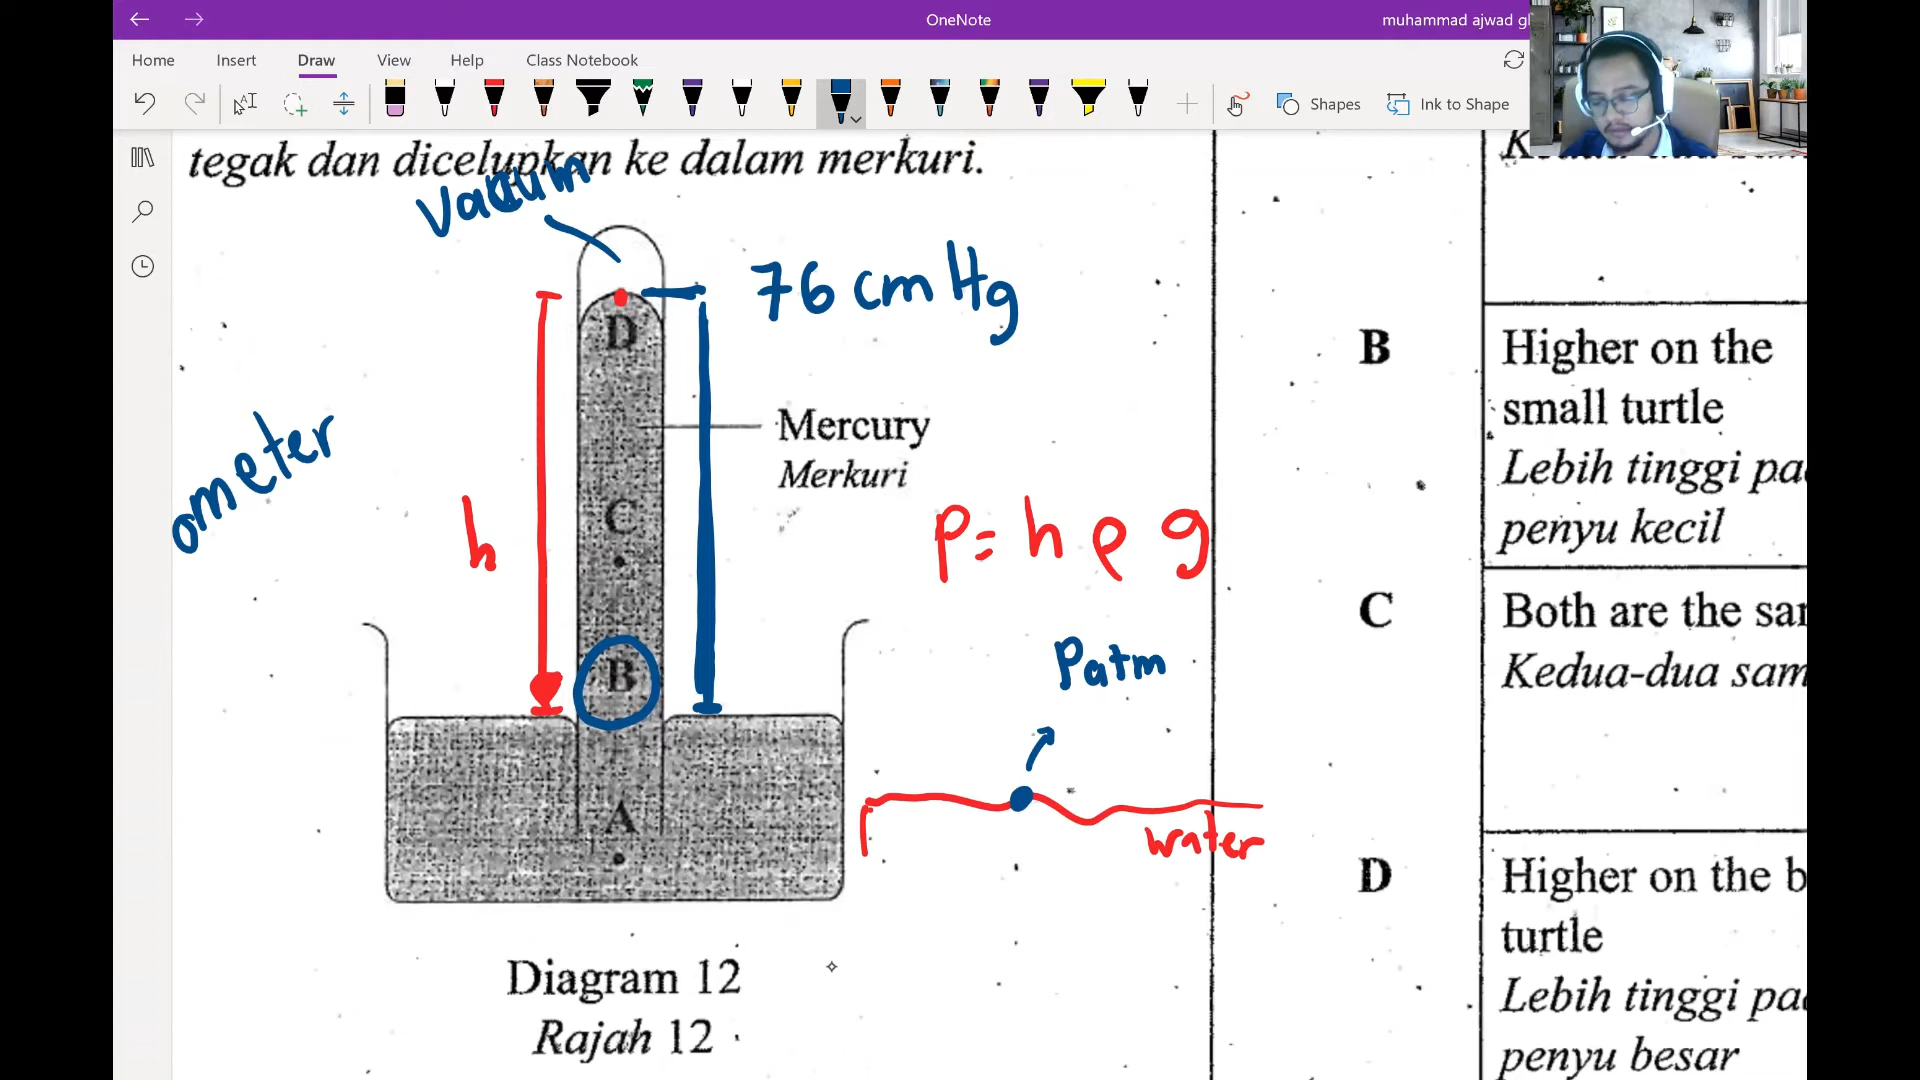 OneNote
muhammad ajwad gh
Home Insert Draw View Help Class Notebook
Shapes Ink to Shape
tegak dan dicelupkan ke dalam merkuri.
Vacuum
76 cm Hg
D
Mercury
Merkuri
ometer
h
C
P = h ρ g
B
Patm
A
water
Diagram 12
Rajah 12
B Higher on the
small turtle
Lebih tinggi pa
penyu kecil
C Both are the sa
Kedua-dua sam
D Higher on the b
turtle
Lebih tinggi pa
penyu besar